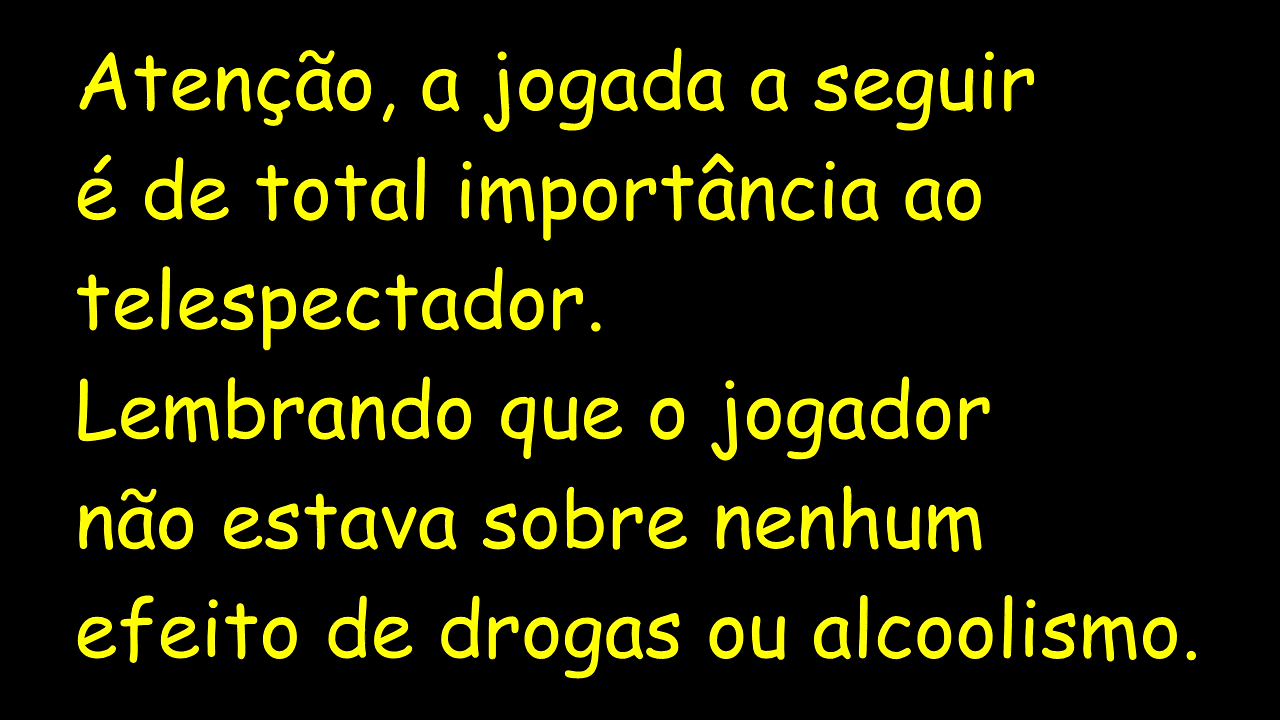 Atenção, a jogada a seguir
é de total importância ao
telespectador.
Lembrando que o jogador
não estava sobre nenhum
efeito de drogas ou alcoolismo.